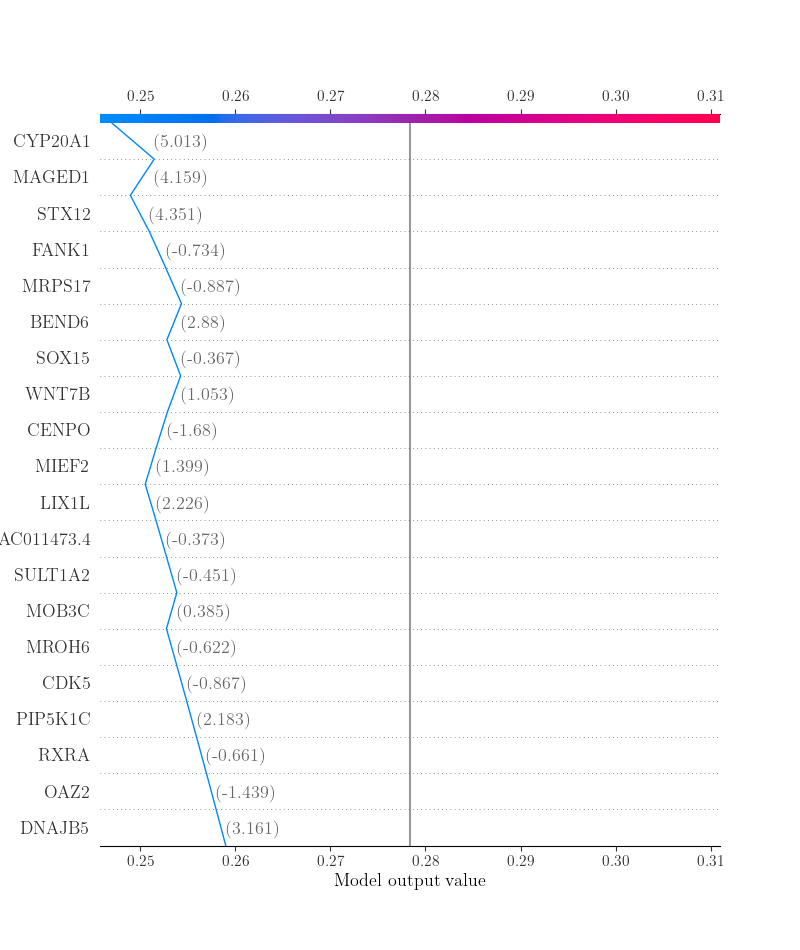 0.25 0.26 0.27 0.28 0.29 0.30 0.31
CYP20A1 (5.013)
MAGED1 (4.159)
STX12 (4.351)
FANK1 (-0.734)
MRPS17 (-0.887)
BEND6 (2.88)
SOX15 (-0.367)
WNT7B (1.053)
CENPO (-1.68)
MIEF2 (1.399)
LIX1L (2.226)
AC011473.4 (-0.373)
SULT1A2 (-0.451)
MOB3C (0.385)
MROH6 (-0.622)
CDK5 (-0.867)
PIP5K1C (2.183)
RXRA (-0.661)
OAZ2 (-1.439)
DNAJB5 (3.161)
0.25 0.26 0.27 0.28 0.29 0.30 0.31
Model output value